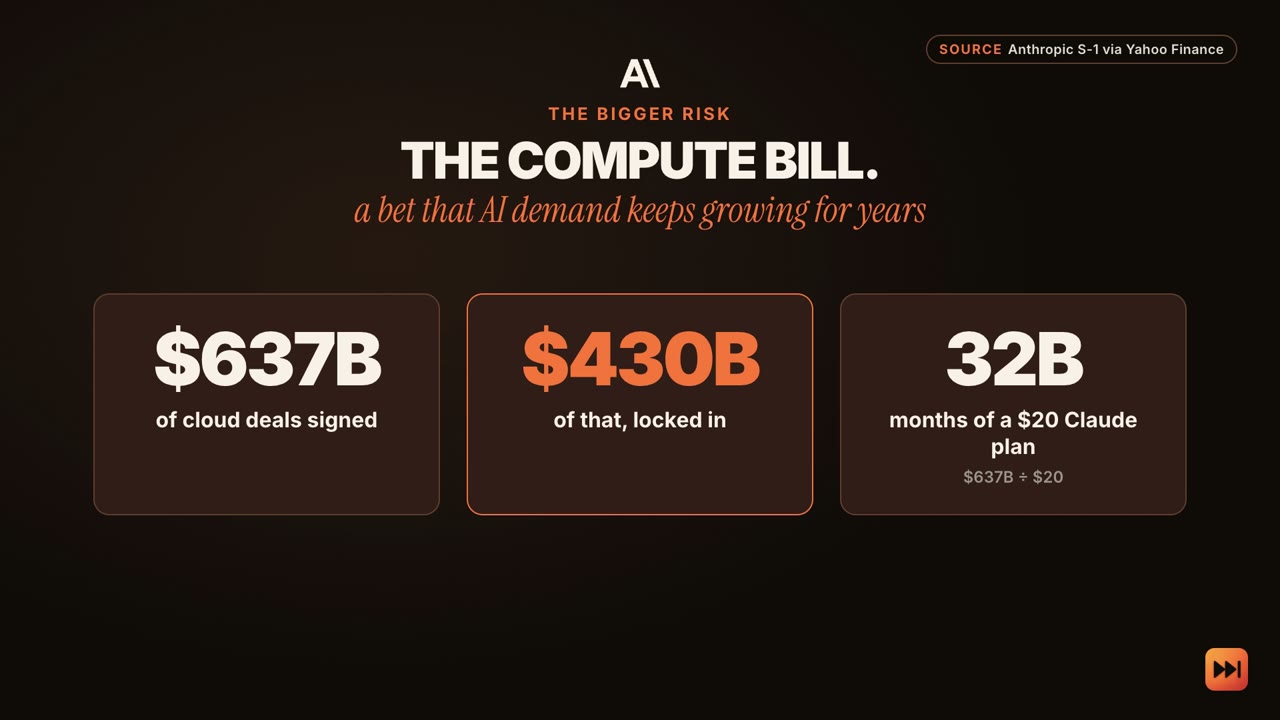 SOURCE Anthropic S-1 via Yahoo Finance
A\
THE BIGGER RISK
THE COMPUTE BILL.
a bet that AI demand keeps growing for years
$637B
of cloud deals signed
$430B
of that, locked in
32B
months of a $20 Claude
plan
$637B ÷ $20